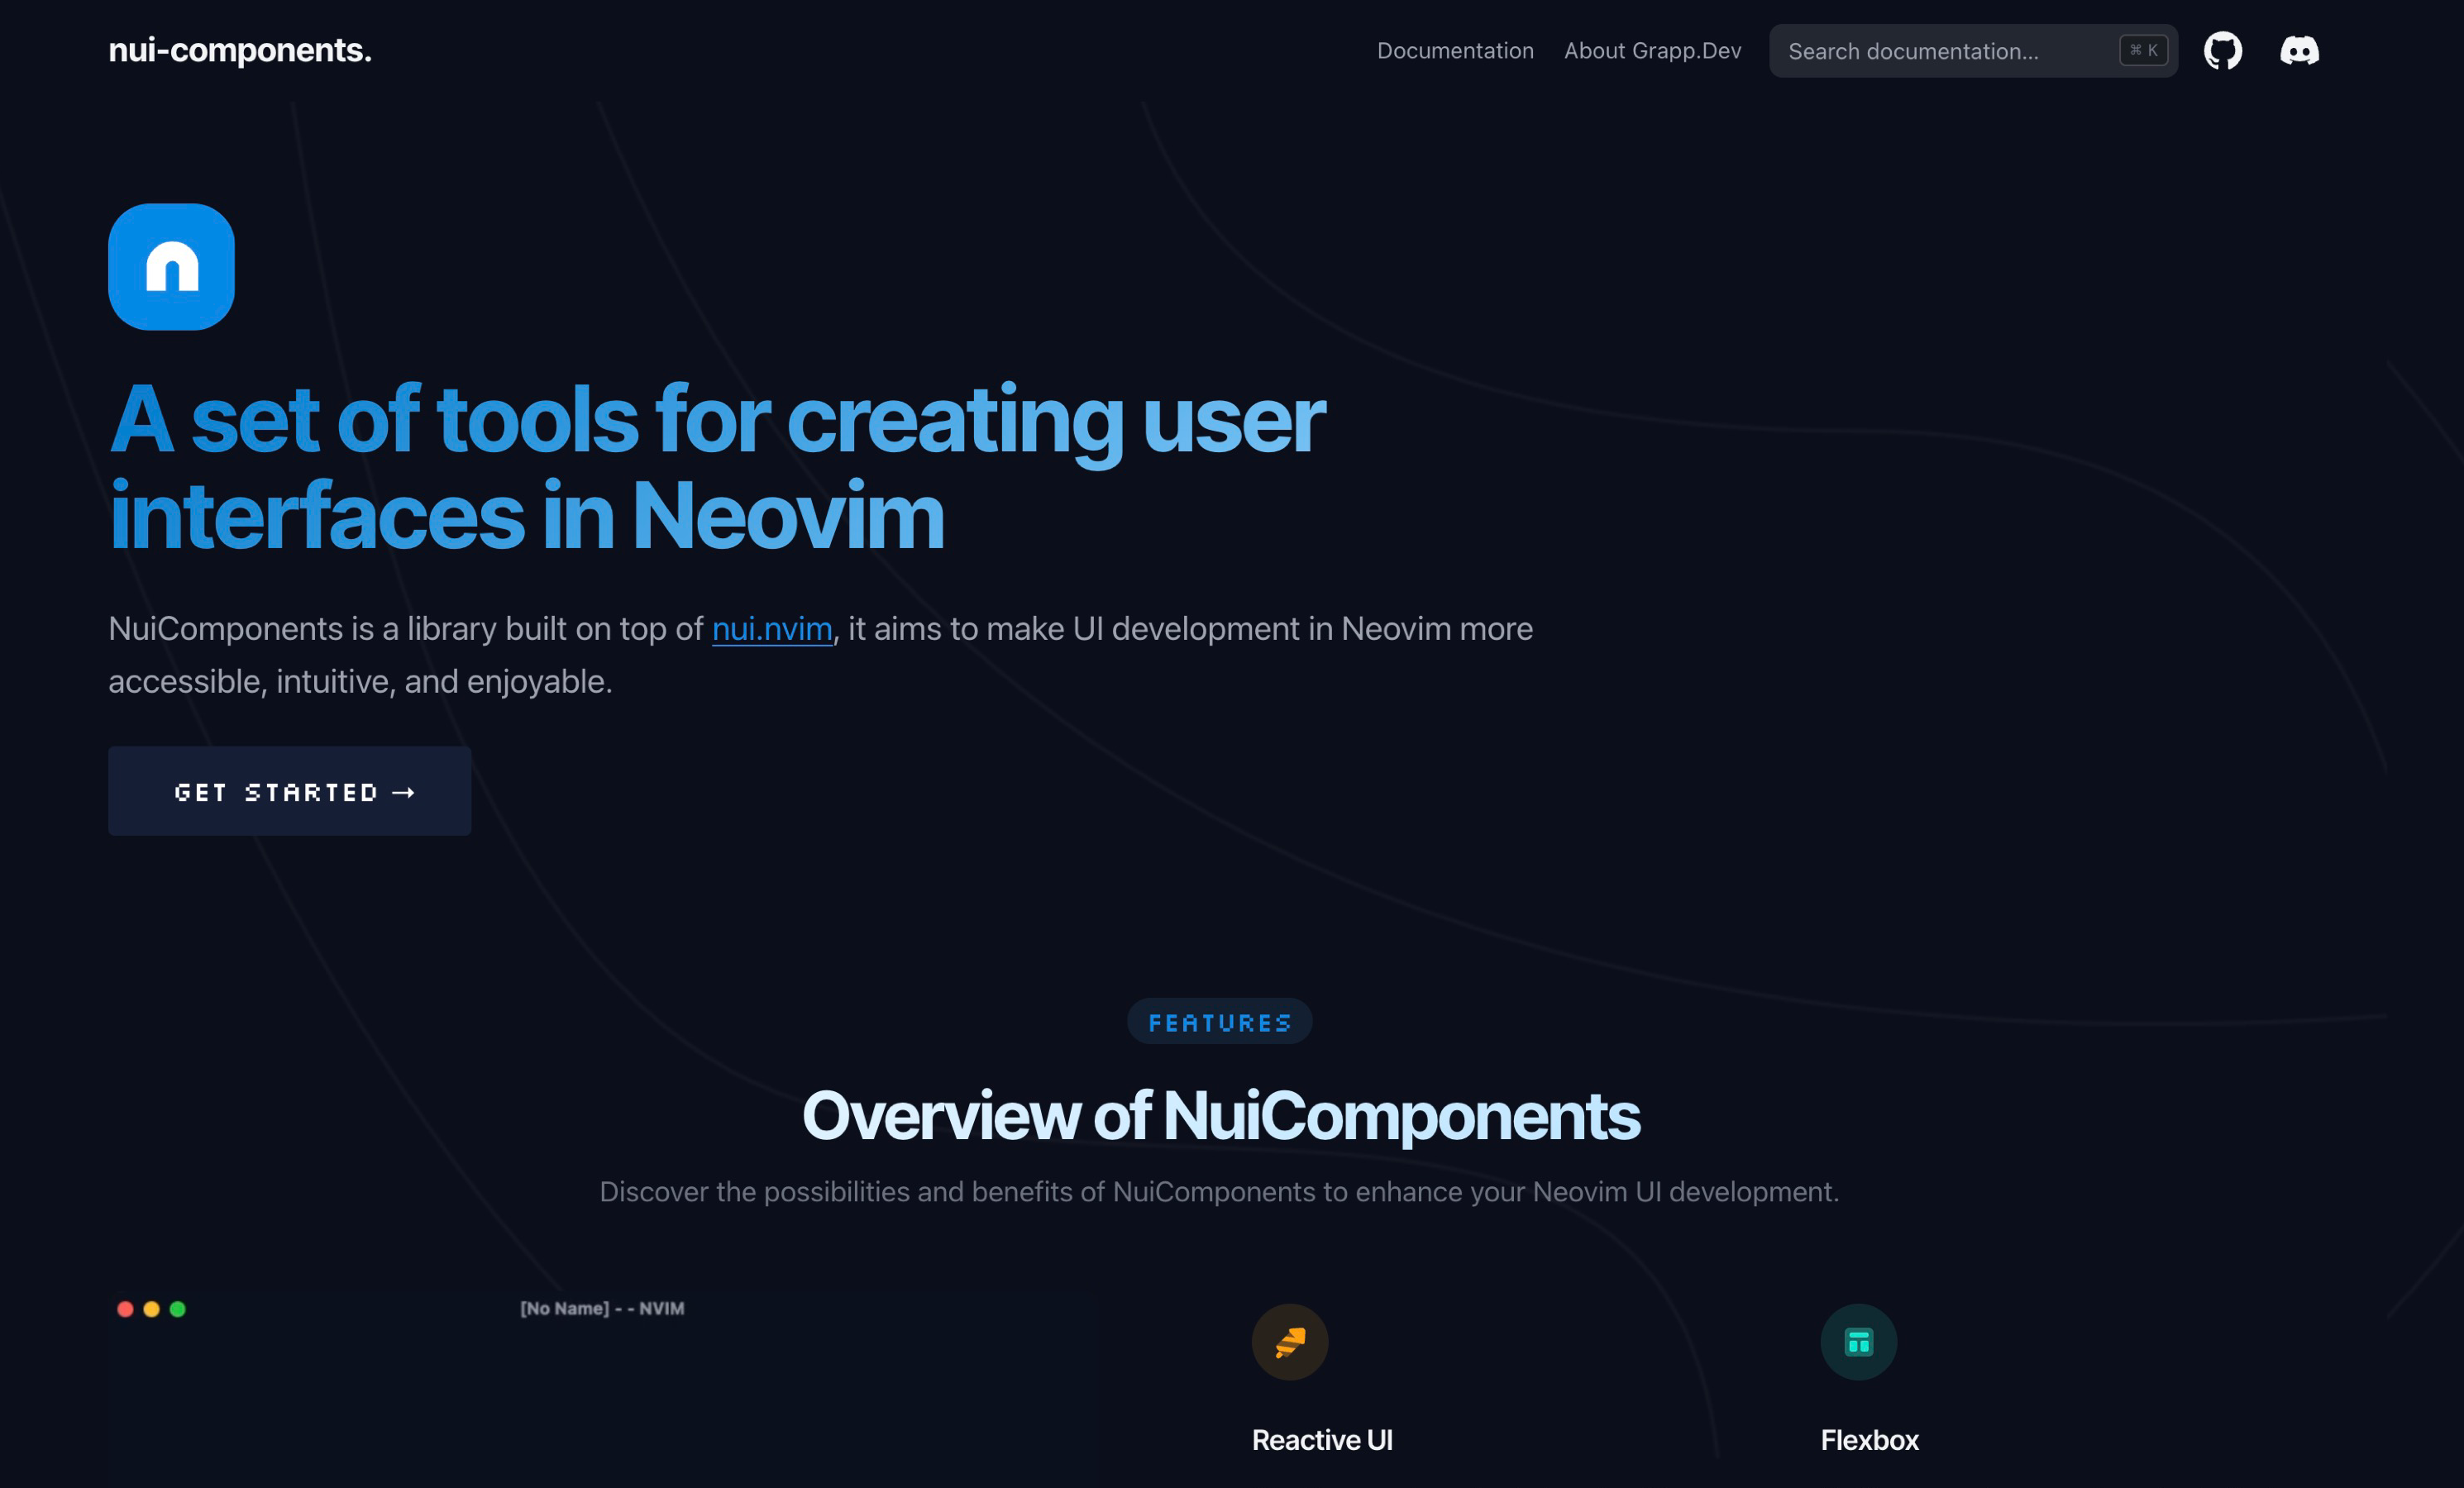 nui-components.
Documentation
About Grapp.Dev
Search documentation...
⌘ K
A set of tools for creating user
interfaces in Neovim
NuiComponents is a library built on top of nui.nvim, it aims to make UI development in Neovim more
accessible, intuitive, and enjoyable.
GET STARTED →
FEATURES
Overview of NuiComponents
Discover the possibilities and benefits of NuiComponents to enhance your Neovim UI development.
[No Name] - - NVIM
Reactive UI
Flexbox